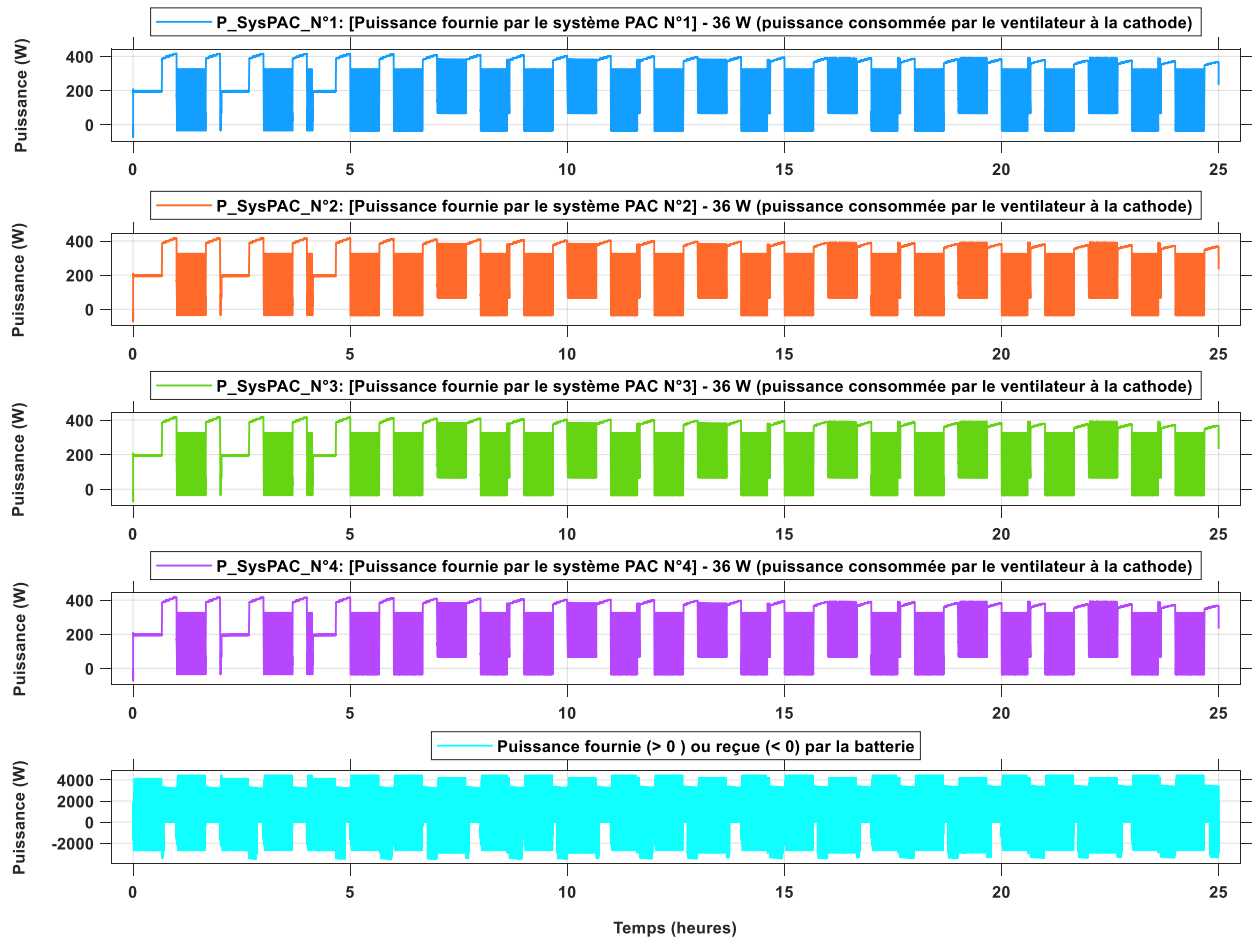 P_SysPAC_N°1: [Puissance fournie par le système PAC N°1] - 36 W (puissance consommée par le ventilateur à la cathode)
Puissance (W)
400
200
0
0 5 10 15 20 25
P_SysPAC_N°2: [Puissance fournie par le système PAC N°2] - 36 W (puissance consommée par le ventilateur à la cathode)
Puissance (W)
400
200
0
0 5 10 15 20 25
P_SysPAC_N°3: [Puissance fournie par le système PAC N°3] - 36 W (puissance consommée par le ventilateur à la cathode)
Puissance (W)
400
200
0
0 5 10 15 20 25
P_SysPAC_N°4: [Puissance fournie par le système PAC N°4] - 36 W (puissance consommée par le ventilateur à la cathode)
Puissance (W)
400
200
0
0 5 10 15 20 25
Puissance fournie (> 0 ) ou reçue (< 0) par la batterie
Puissance (W)
4000
2000
0
-2000
0 5 10 15 20 25
Temps (heures)